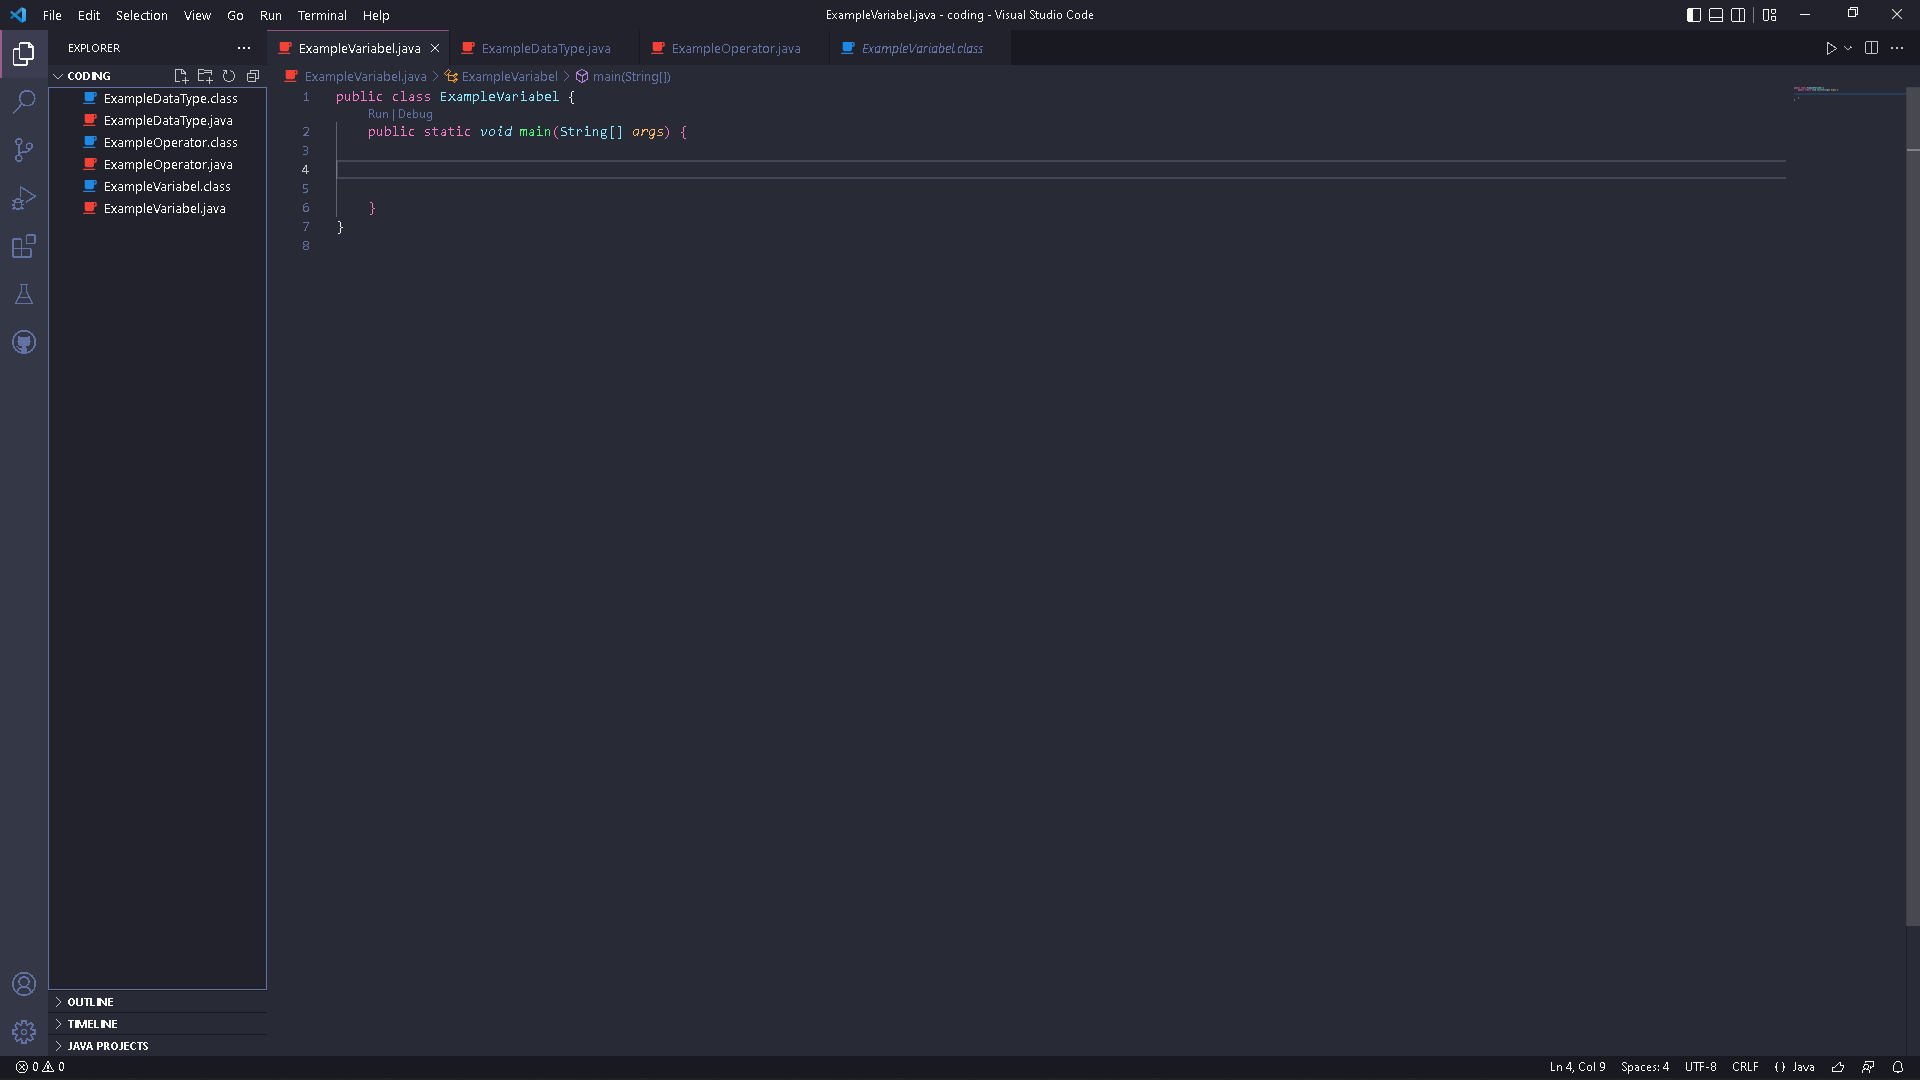 File Edit Selection View Go Run Terminal Help
ExampleVariabel.java - coding - Visual Studio Code
EXPLORER
ExampleVariabel.java
ExampleDataType.java
ExampleOperator.java
ExampleVariabel.class
CODING
ExampleDataType.class
ExampleDataType.java
ExampleOperator.class
ExampleOperator.java
ExampleVariabel.class
ExampleVariabel.java
OUTLINE
TIMELINE
JAVA PROJECTS
ExampleVariabel.java > ExampleVariabel > main(String[])
1 public class ExampleVariabel {
Run | Debug
2 public static void main(String[] args) {
3
4
5
6 }
7 }
8
0 0
Ln 4, Col 9 Spaces: 4 UTF-8 CRLF {} Java